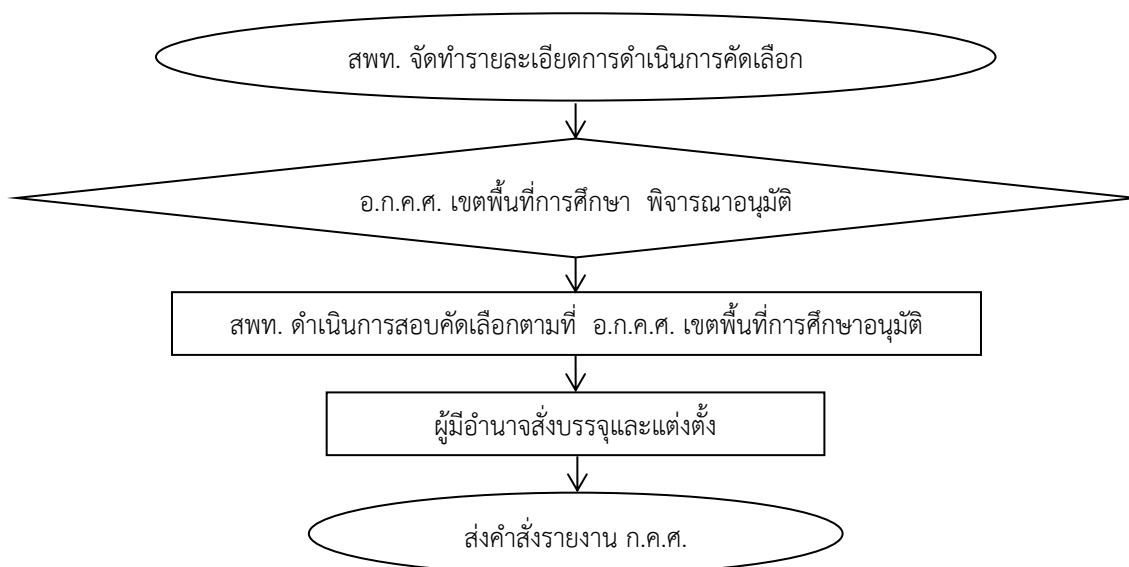 สพท. จัดทำรายละเอียดการดำเนินการคัดเลือก
อ.ก.ค.ศ. เขตพื้นที่การศึกษา พิจารณาอนุมัติ
สพท. ดำเนินการสอบคัดเลือกตามที่ อ.ก.ค.ศ. เขตพื้นที่การศึกษาอนุมัติ
ผู้มีอำนาจสั่งบรรจุและแต่งตั้ง
ส่งคำสั่งรายงาน ก.ค.ศ.